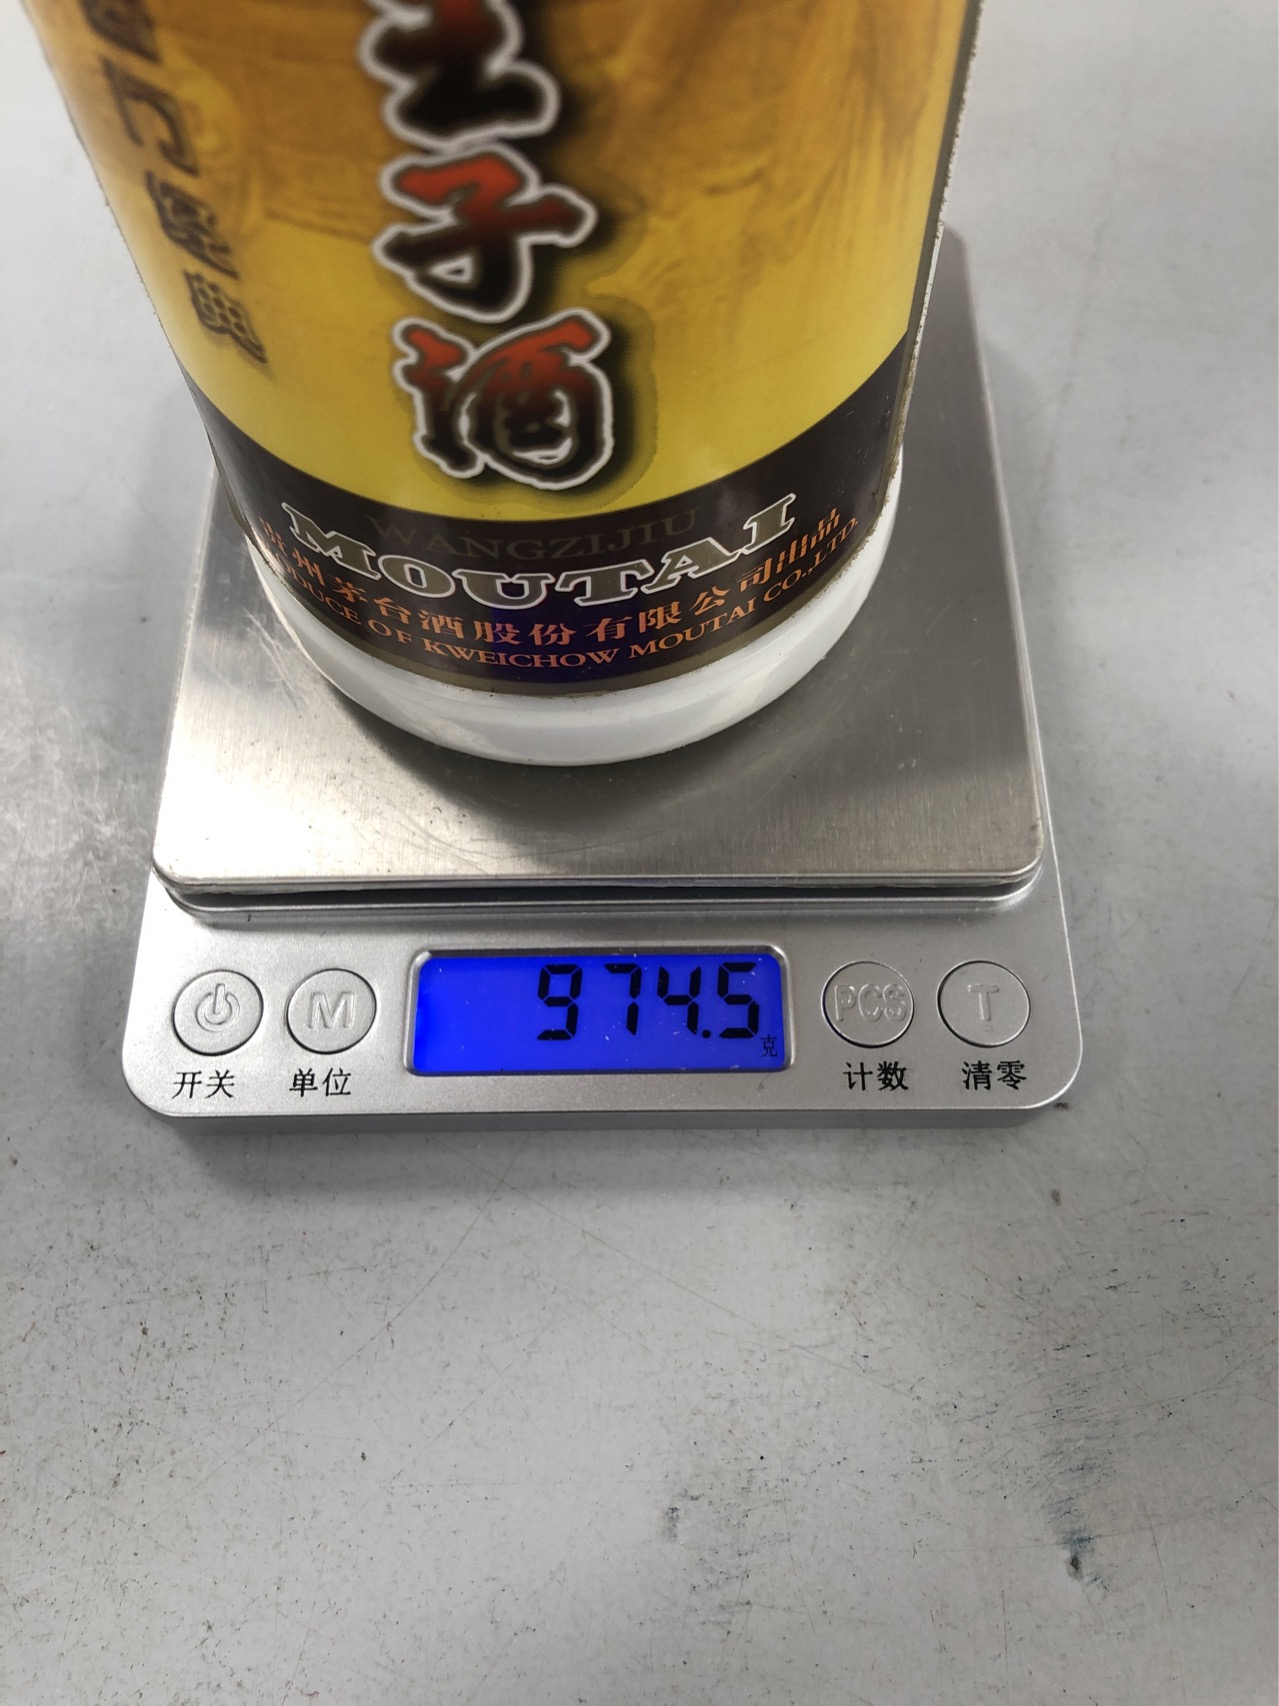 王子酒
WANGZIJIU
MOUTAI
贵州茅台酒股份有限公司出品
PRODUCE OF KWEICHOW MOUTAI CO.,LTD.
974.5
克
M
PCS
T
开关
单位
计数
清零